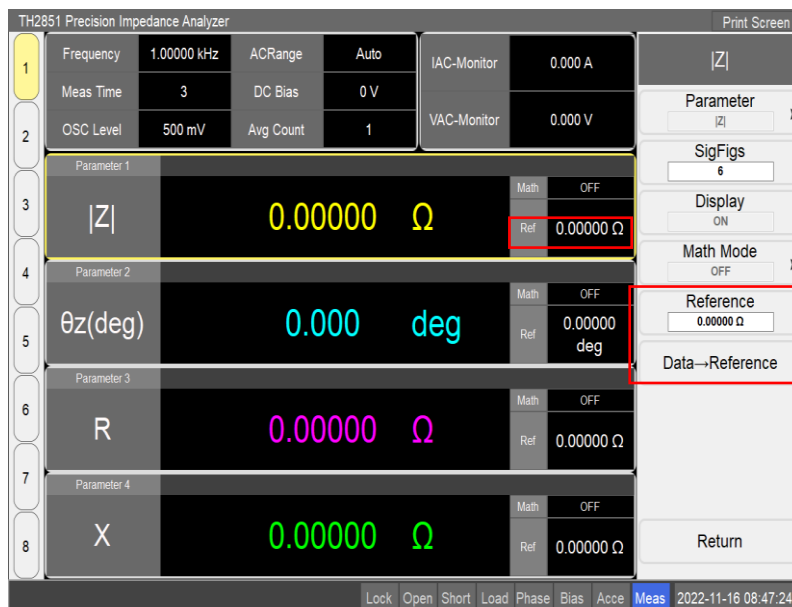 TH2851 Precision Impedance Analyzer
Print Screen
1
2
3
4
5
6
7
8
Frequency 1.00000 kHz ACRange Auto
Meas Time 3 DC Bias 0 V
OSC Level 500 mV Avg Count 1
IAC-Monitor 0.000 A
VAC-Monitor 0.000 V
Parameter 1
|Z| 0.00000 Ω
Math OFF
Ref 0.00000 Ω
Parameter 2
θz(deg) 0.000 deg
Math OFF
Ref 0.00000
deg
Parameter 3
R 0.00000 Ω
Math OFF
Ref 0.00000 Ω
Parameter 4
X 0.00000 Ω
Math OFF
Ref 0.00000 Ω
|Z|
Parameter
|Z|
SigFigs
6
Display
ON
Math Mode
OFF
Reference
0.00000 Ω
Data→Reference
Return
Lock Open Short Load Phase Bias Acce Meas 2022-11-16 08:47:24